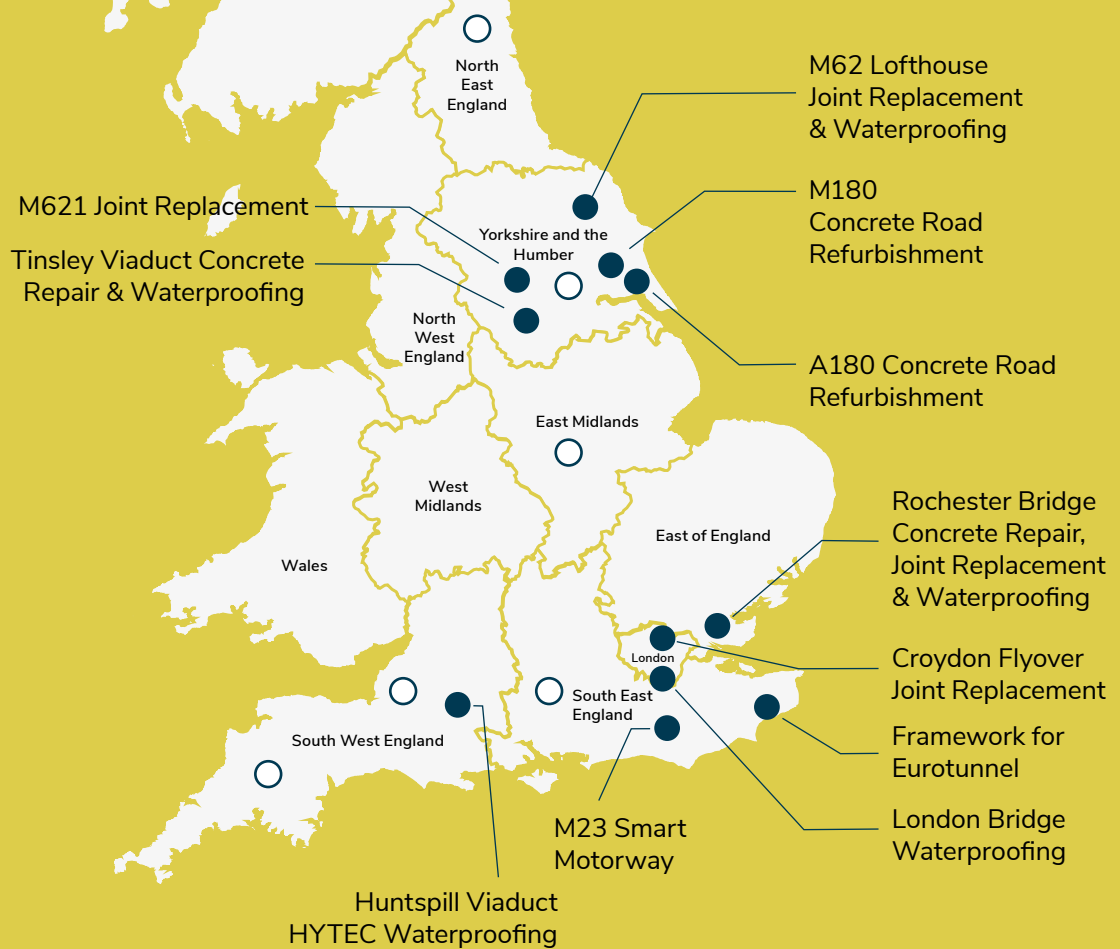 North
East
England
M62 Lofthouse
Joint Replacement
& Waterproofing
M621 Joint Replacement
M180
Concrete Road
Refurbishment
Yorkshire and the
Humber
Tinsley Viaduct Concrete
Repair & Waterproofing
North
West
England
A180 Concrete Road
Refurbishment
East Midlands
West
Midlands
Rochester Bridge
Concrete Repair,
Joint Replacement
& Waterproofing
East of England
Wales
London
Croydon Flyover
Joint Replacement
South East
England
South West England
Framework for
Eurotunnel
M23 Smart
Motorway
London Bridge
Waterproofing
Huntspill Viaduct
HYTEC Waterproofing